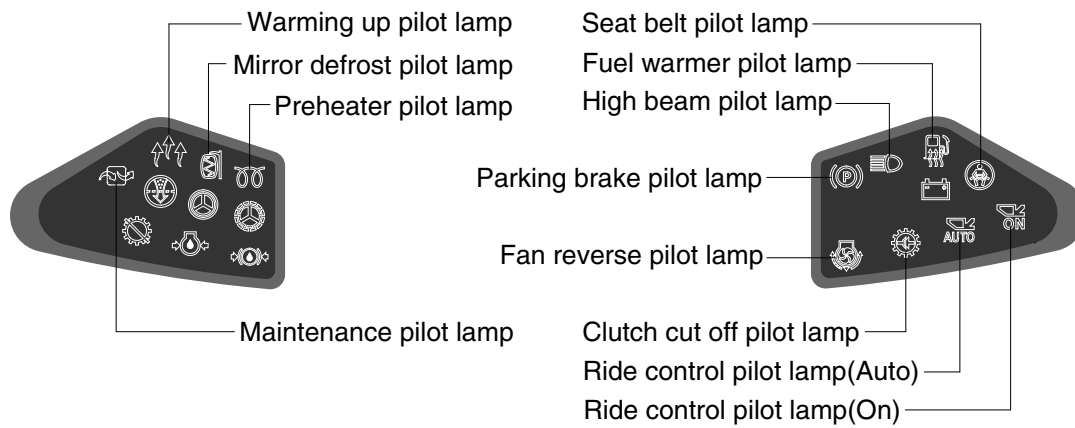 Warming up pilot lamp
Mirror defrost pilot lamp
Preheater pilot lamp
Maintenance pilot lamp
Seat belt pilot lamp
Fuel warmer pilot lamp
High beam pilot lamp
Parking brake pilot lamp
Fan reverse pilot lamp
Clutch cut off pilot lamp
Ride control pilot lamp(Auto)
Ride control pilot lamp(On)
P
AUTO
ON